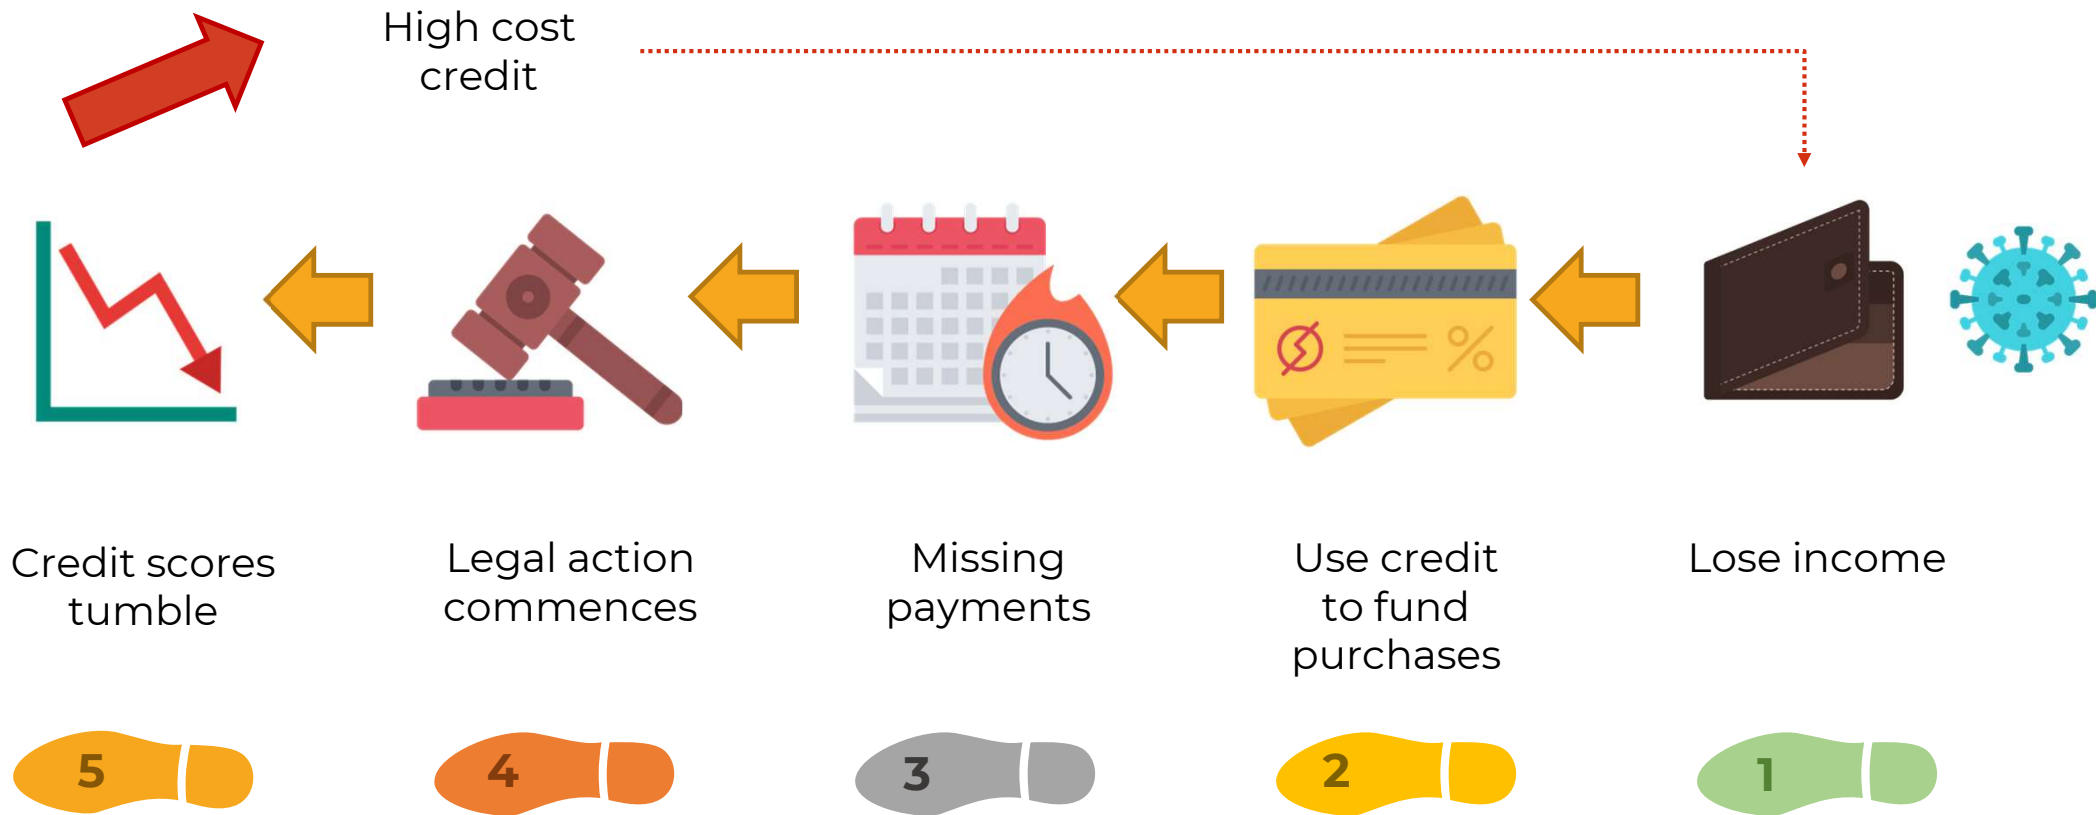 High cost
credit
Credit scores
tumble
Legal action
commences
Missing
payments
Use credit
to fund
purchases
Lose income
5
4
3
2
1